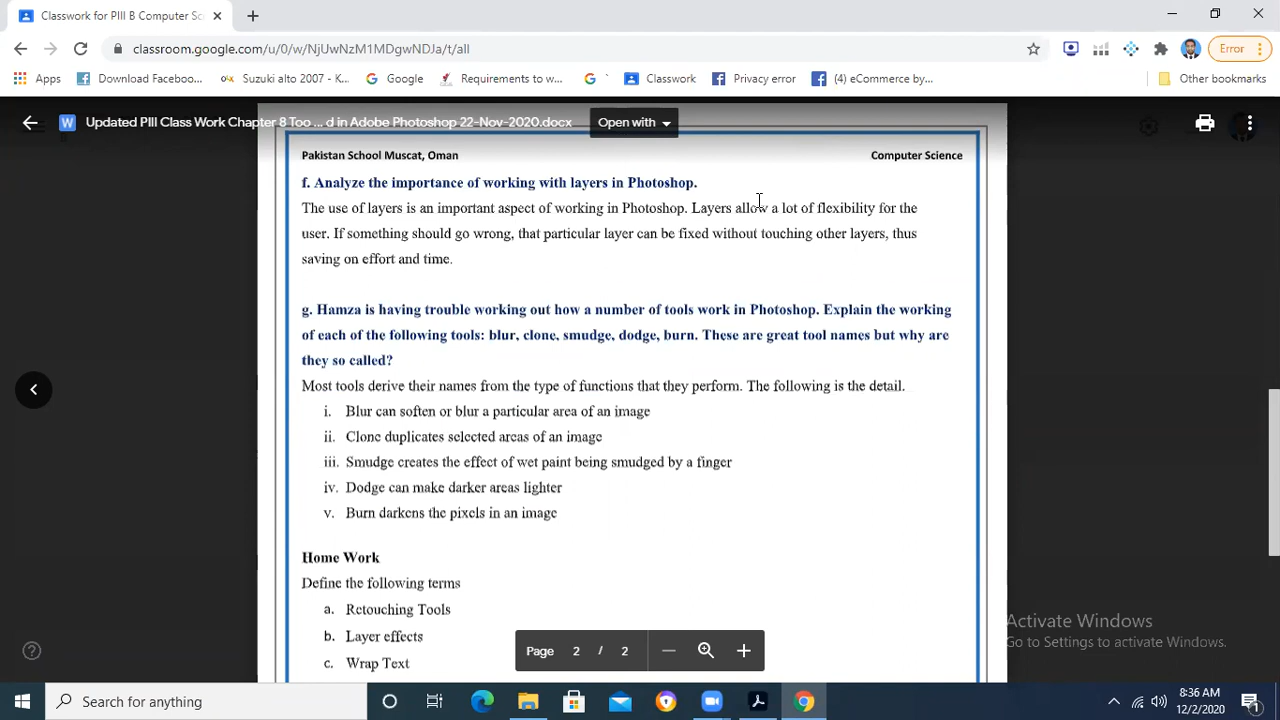 Classwork for PIII B Computer Sc
classroom.google.com/u/0/w/NjUwNzM1MDgwNDJa/t/all
Error
Apps
Download Faceboo...
Suzuki alto 2007 - K...
Google
Requirements to w...
Classwork
Privacy error
(4) eCommerce by...
Other bookmarks
W
Updated PIII Class Work Chapter 8 Too ... d in Adobe Photoshop 22-Nov-2020.docx
Open with
Pakistan School Muscat, Oman
Computer Science
f. Analyze the importance of working with layers in Photoshop.
The use of layers is an important aspect of working in Photoshop. Layers allow a lot of flexibility for the
user. If something should go wrong, that particular layer can be fixed without touching other layers, thus
saving on effort and time.
g. Hamza is having trouble working out how a number of tools work in Photoshop. Explain the working
of each of the following tools: blur, clone, smudge, dodge, burn. These are great tool names but why are
they so called?
Most tools derive their names from the type of functions that they perform. The following is the detail.
i. Blur can soften or blur a particular area of an image
ii. Clone duplicates selected areas of an image
iii. Smudge creates the effect of wet paint being smudged by a finger
iv. Dodge can make darker areas lighter
v. Burn darkens the pixels in an image
Home Work
Define the following terms
a. Retouching Tools
b. Layer effects
c. Wrap Text
Page 2 / 2
Activate Windows
Go to Settings to activate Windows.
Search for anything
8:36 AM
12/2/2020